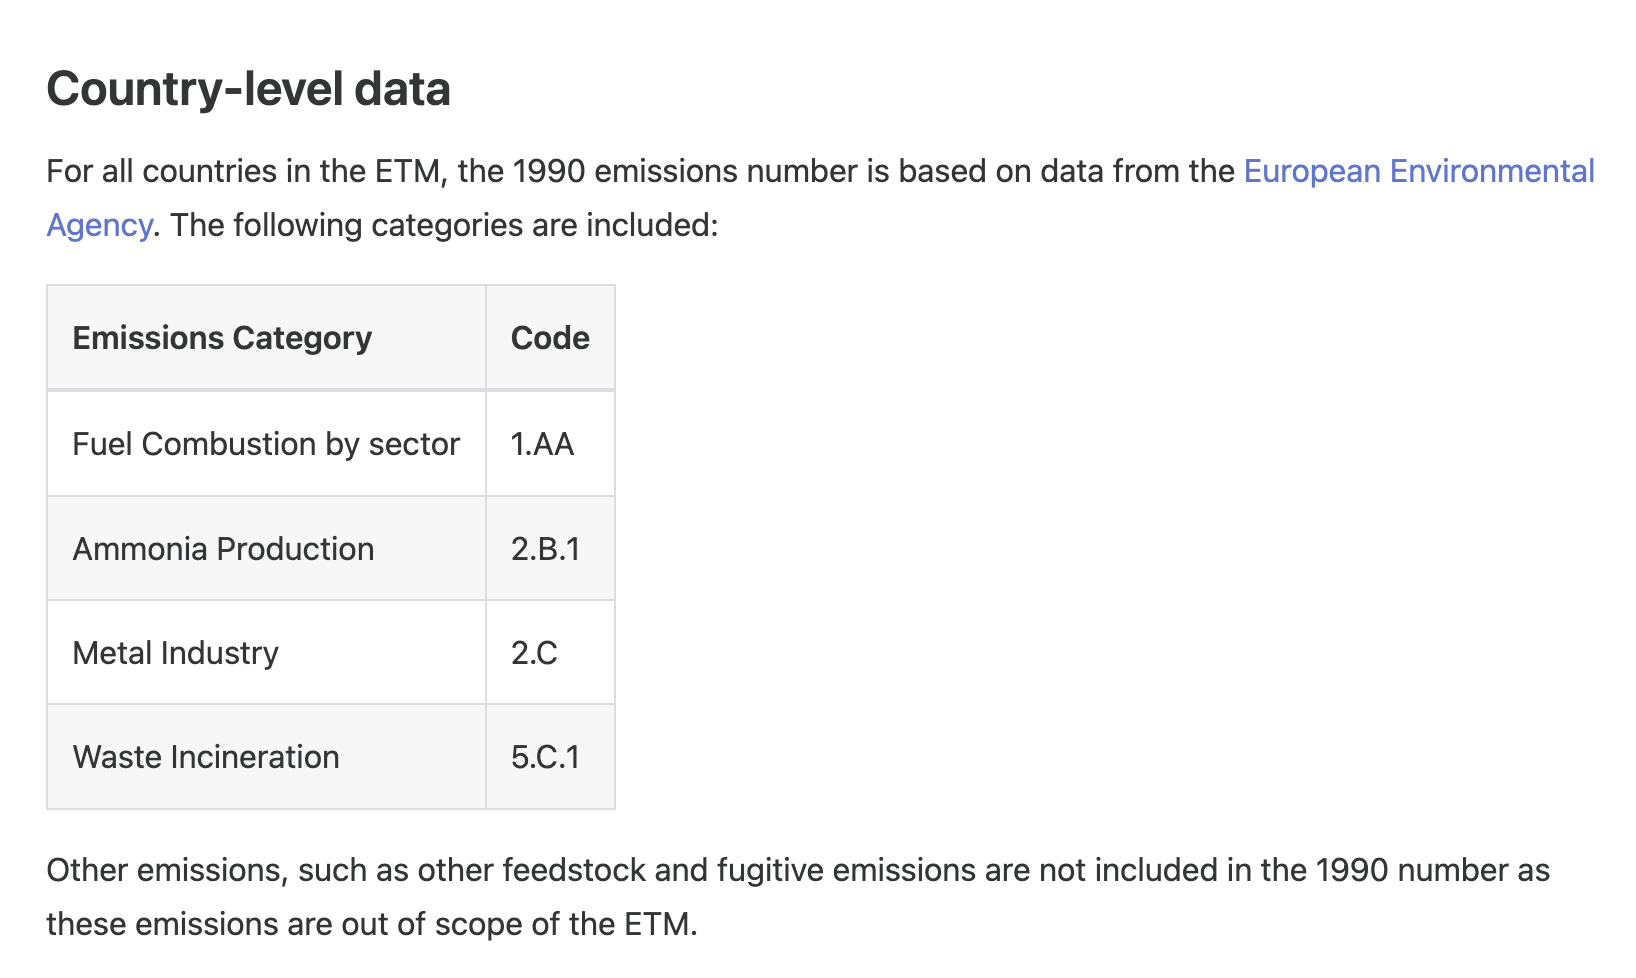 Country-level data
For all countries in the ETM, the 1990 emissions number is based on data from the European Environmental
Agency. The following categories are included:
Emissions Category Code
Fuel Combustion by sector 1.AA
Ammonia Production 2.B.1
Metal Industry 2.C
Waste Incineration 5.C.1
Other emissions, such as other feedstock and fugitive emissions are not included in the 1990 number as
these emissions are out of scope of the ETM.